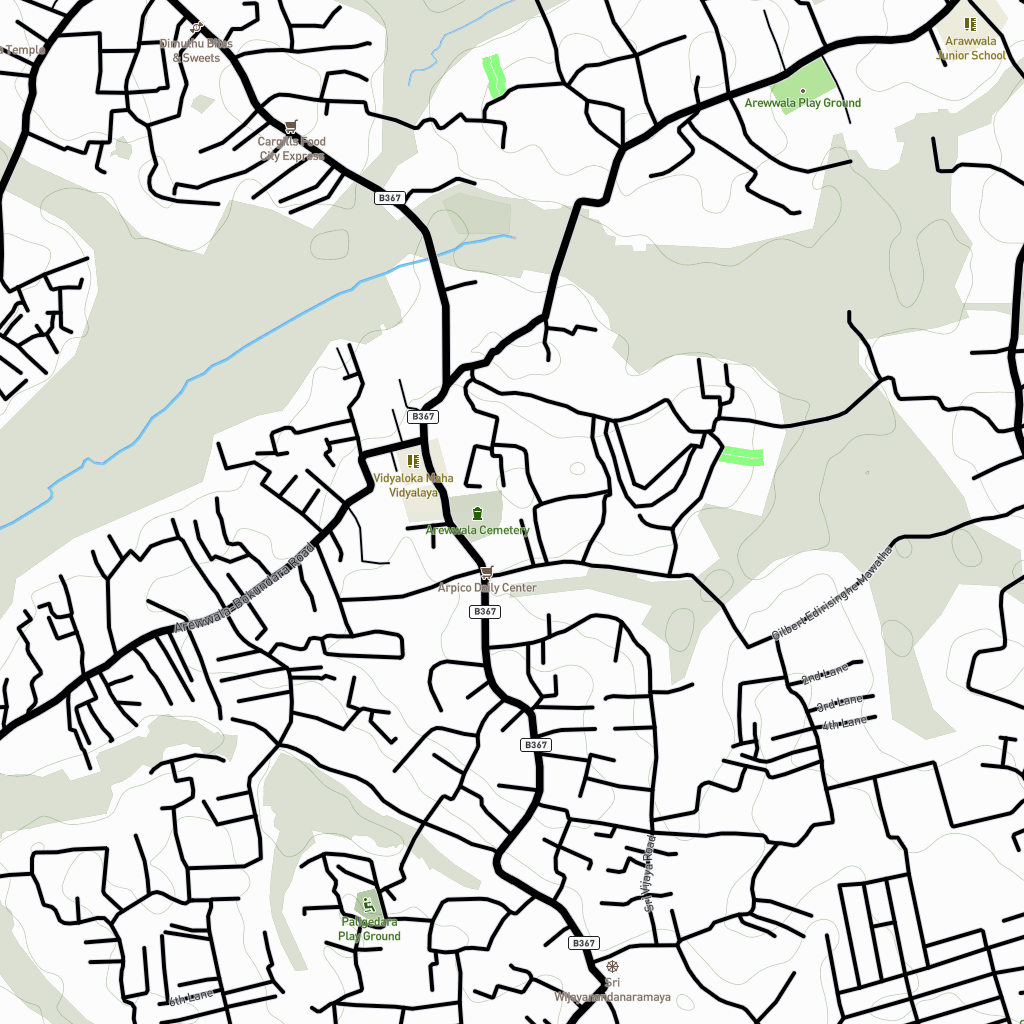 Arawwala
Junior School
Dimuthu Bites
& Sweets
Temple
Arewwala Play Ground
Cargills Food
City Express
B367
B367
Vidyaloka Maha
Vidyalaya
Arewwala Cemetery
Arewwala-Bokundara Road
Arpico Daily Center
B367
Gilbert Edirisinghe Mawatha
2nd Lane
3rd Lane
4th Lane
B367
Sri Vijaya Road
Paligedara
Play Ground
B367
Sri
Wijayanandanaramaya
6th Lane